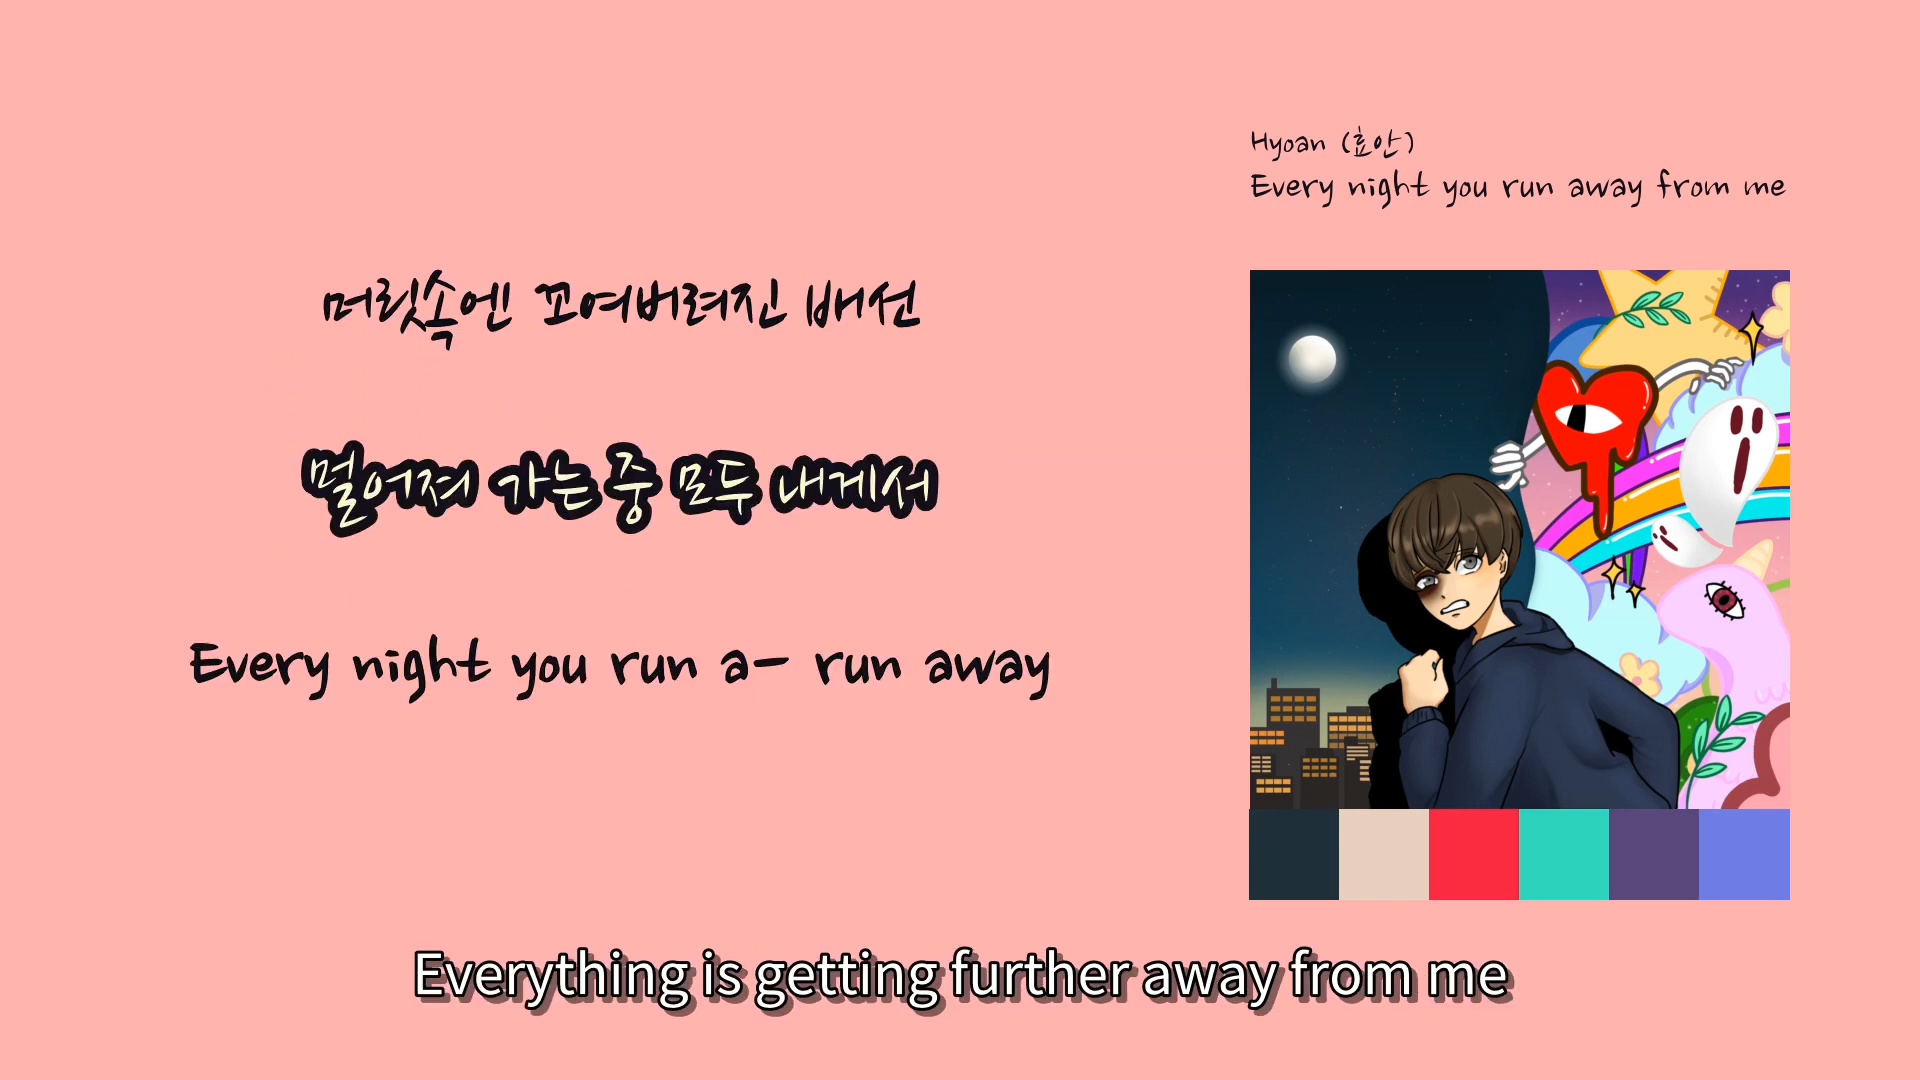 Hyoan (효안)
Every night you run away from me
머릿속엔 꼬여버려진 배선
멀어져 가는 중 모두 내게서
Every night you run a- run away
Everything is getting further away from me